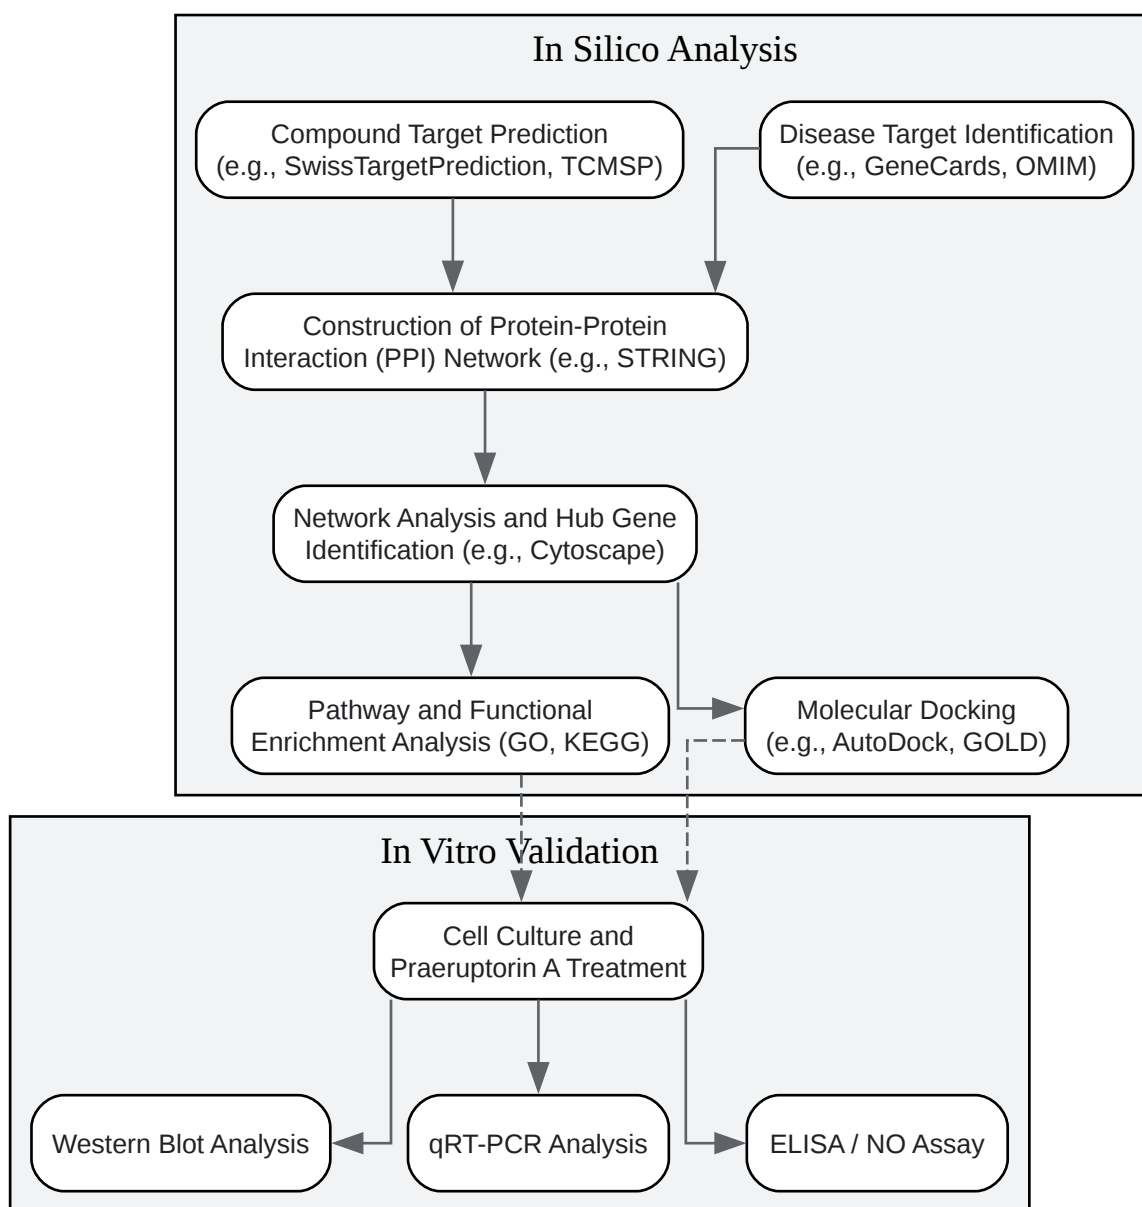 In Silico Analysis
Compound Target Prediction
(e.g., SwissTargetPrediction, TCMSP)
Disease Target Identification
(e.g., GeneCards, OMIM)
Construction of Protein-Protein
Interaction (PPI) Network (e.g., STRING)
Network Analysis and Hub Gene
Identification (e.g., Cytoscape)
Pathway and Functional
Enrichment Analysis (GO, KEGG)
Molecular Docking
(e.g., AutoDock, GOLD)
In Vitro Validation
Cell Culture and
Praeruptorin A Treatment
Western Blot Analysis
qRT-PCR Analysis
ELISA / NO Assay